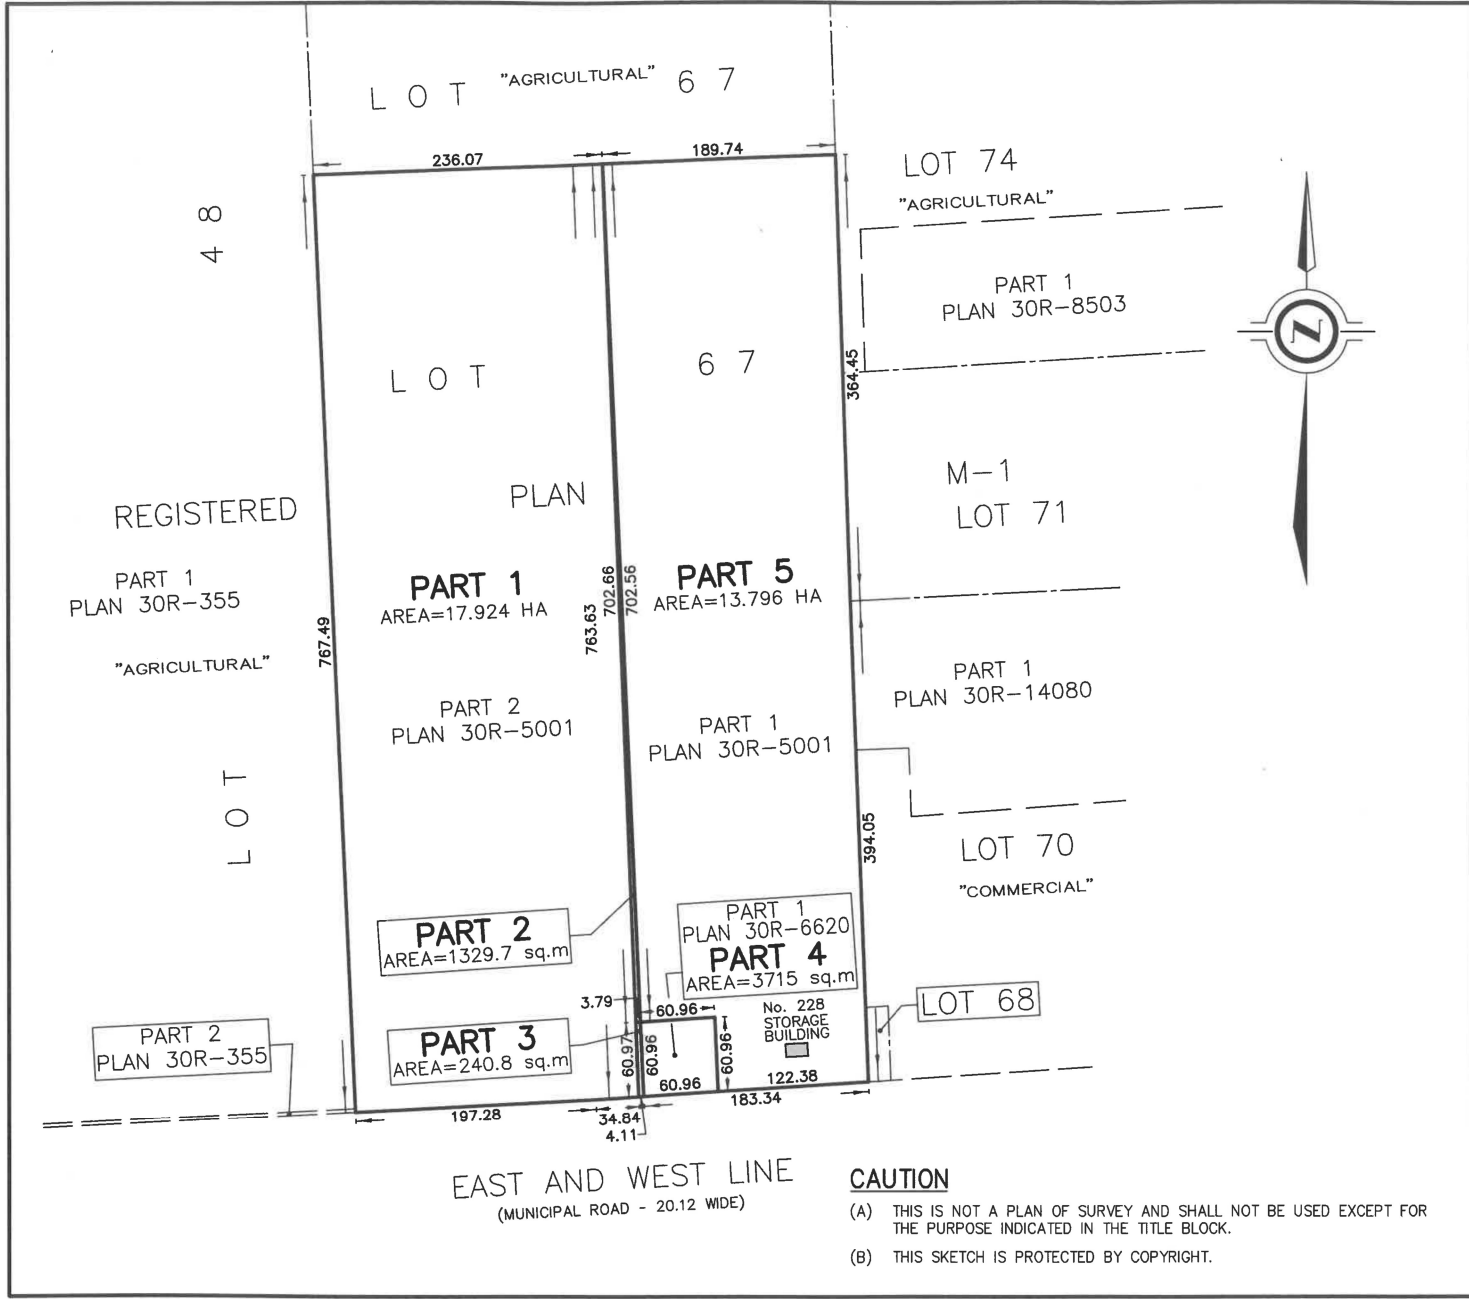 LOT "AGRICULTURAL" 67
236.07
189.74
LOT 74
"AGRICULTURAL"
48
PART 1
PLAN 30R-8503
N
LOT 67
364.45
M-1
LOT 71
REGISTERED PLAN
PART 1
PLAN 30R-355
"AGRICULTURAL"
767.49
PART 1
AREA=17.924 HA
763.63
702.66
702.56
PART 5
AREA=13.796 HA
PART 2
PLAN 30R-5001
PART 1
PLAN 30R-5001
PART 1
PLAN 30R-14080
LOT
394.05
LOT 70
"COMMERCIAL"
PART 2
AREA=1329.7 sq.m
PART 1
PLAN 30R-6620
PART 4
AREA=3715 sq.m
LOT 68
3.79
60.96
No. 228
STORAGE
BUILDING
PART 2
PLAN 30R-355
PART 3
AREA=240.8 sq.m
60.97
60.96
60.96
60.96
122.38
197.28
34.84
4.11
183.34
EAST AND WEST LINE
(MUNICIPAL ROAD - 20.12 WIDE)
CAUTION
(A) THIS IS NOT A PLAN OF SURVEY AND SHALL NOT BE USED EXCEPT FOR
THE PURPOSE INDICATED IN THE TITLE BLOCK.
(B) THIS SKETCH IS PROTECTED BY COPYRIGHT.